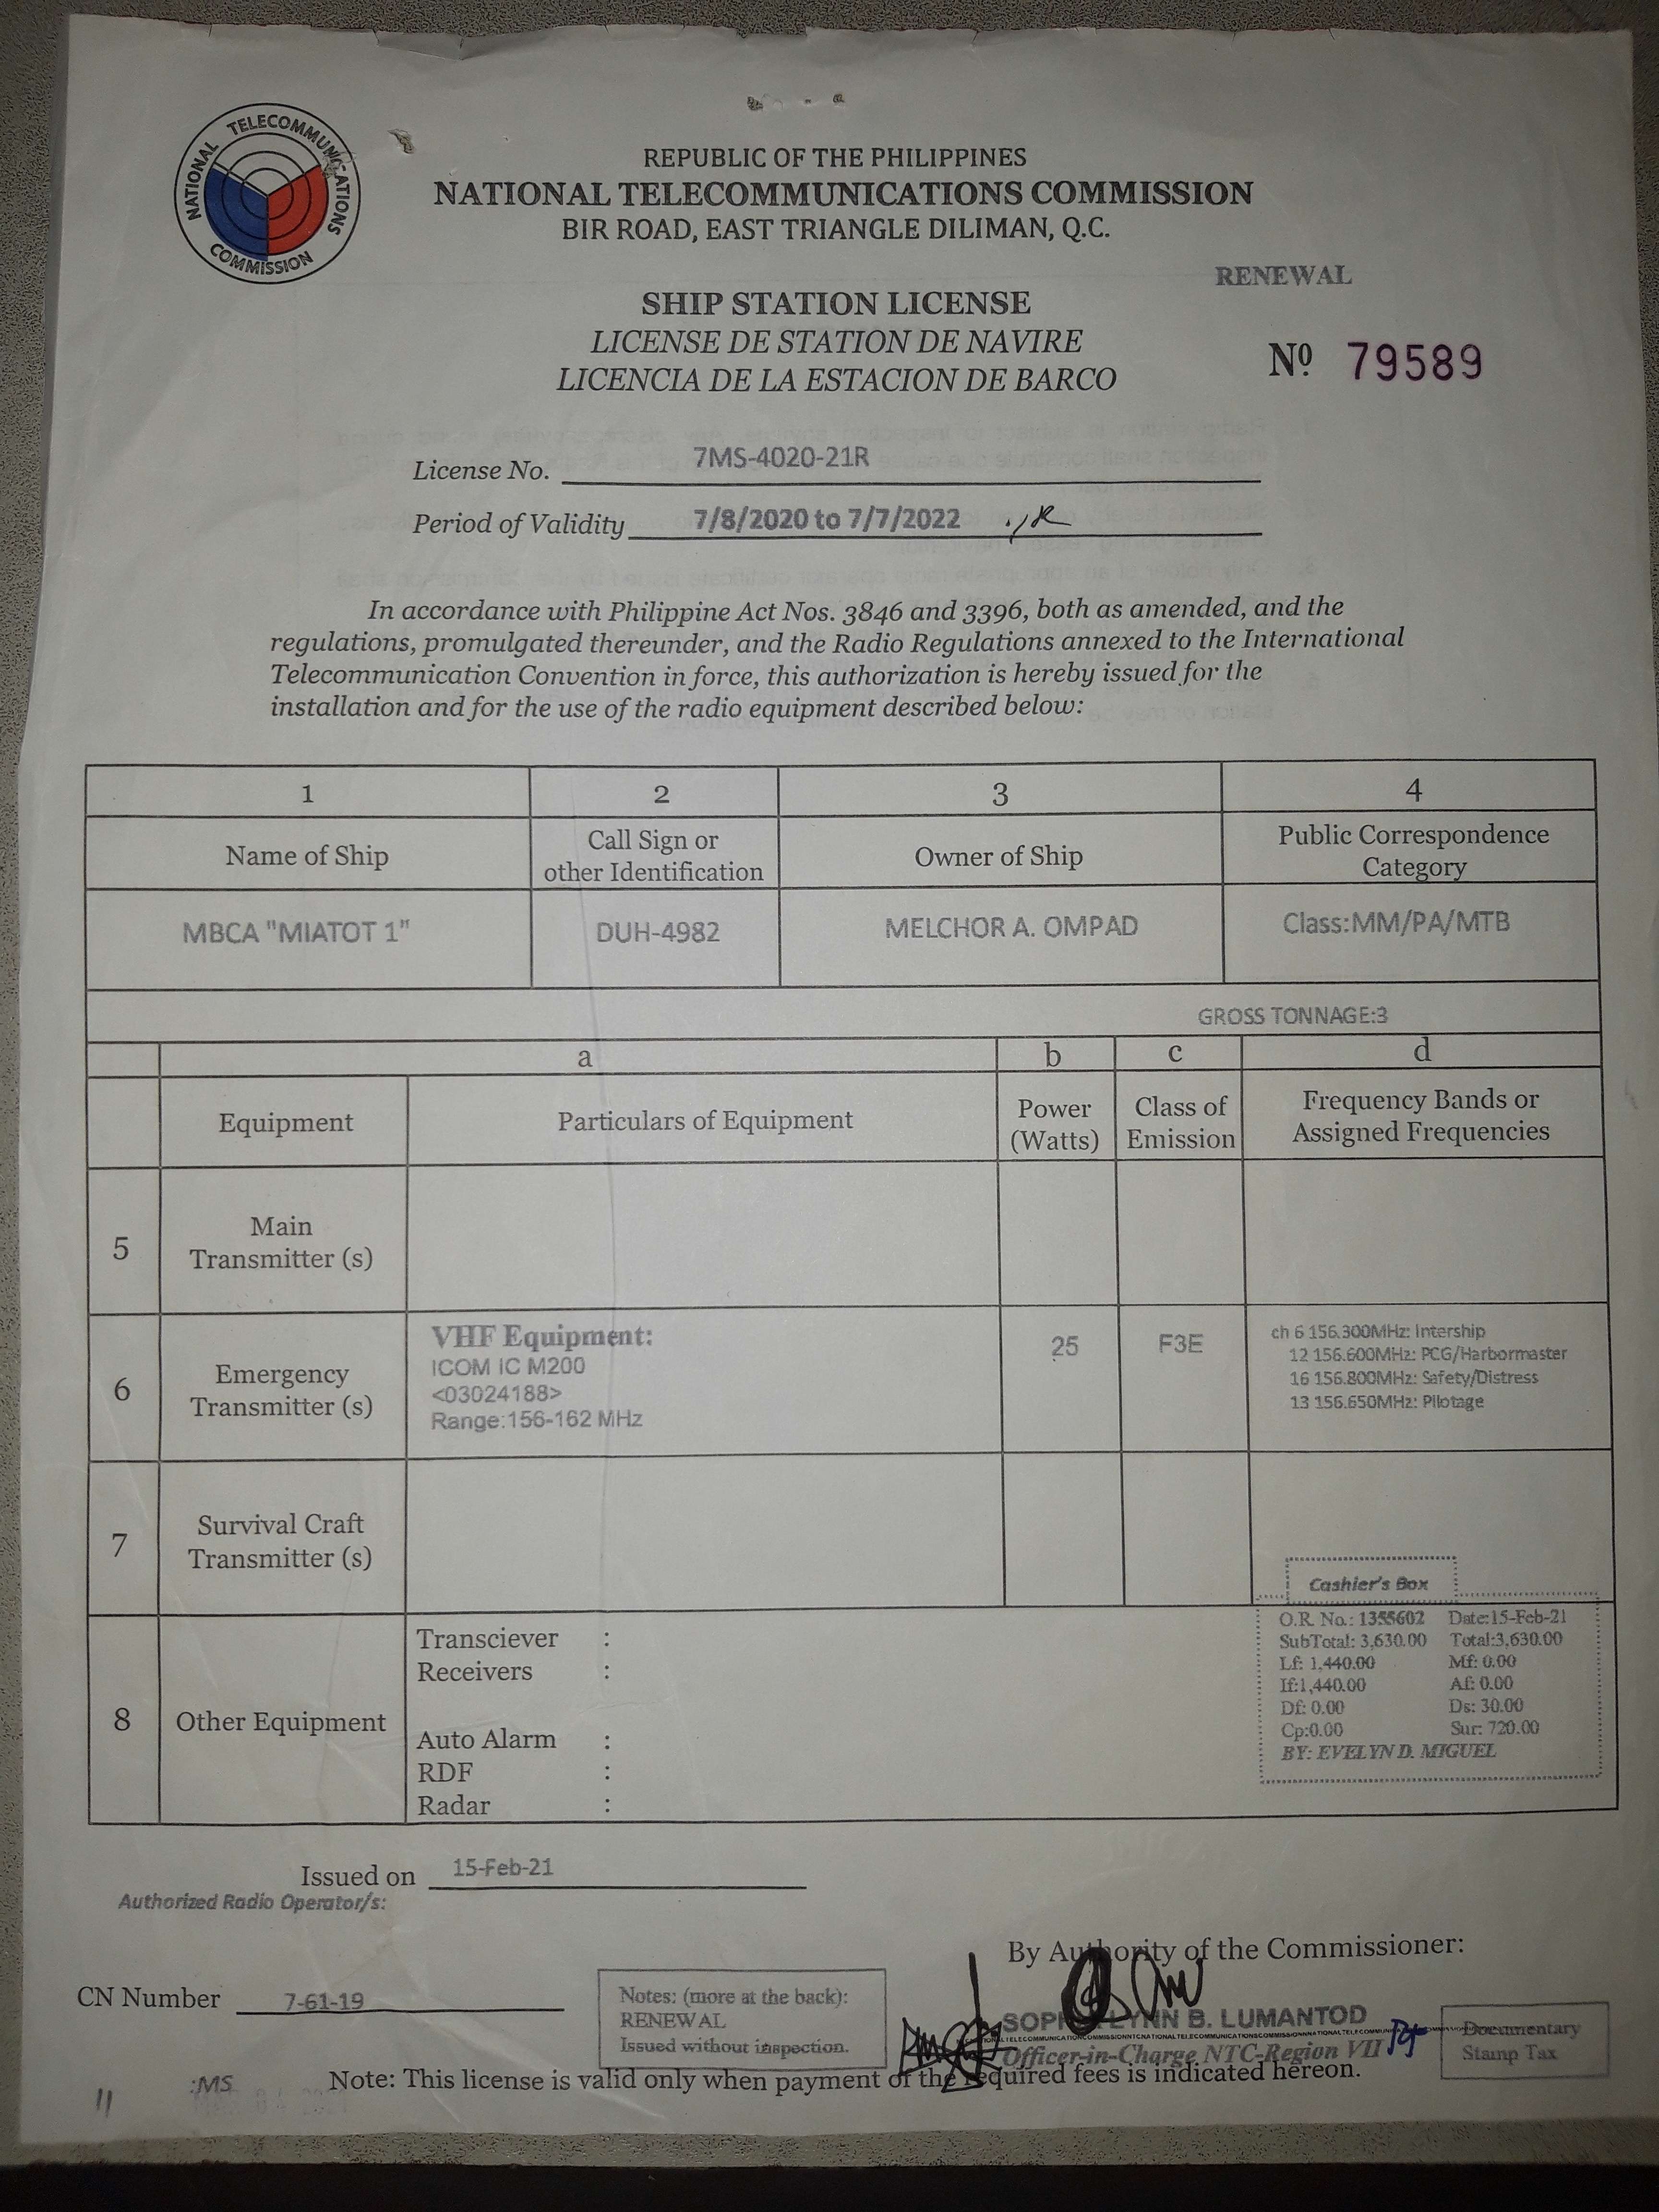 NATIONAL TELECOMMUNICATIONS COMMISSION
REPUBLIC OF THE PHILIPPINES
NATIONAL TELECOMMUNICATIONS COMMISSION
BIR ROAD, EAST TRIANGLE DILIMAN, Q.C.
RENEWAL
SHIP STATION LICENSE
LICENSE DE STATION DE NAVIRE
LICENCIA DE LA ESTACION DE BARCO
Nº 79589
License No. 7MS-4020-21R
Period of Validity 7/8/2020 to 7/7/2022
In accordance with Philippine Act Nos. 3846 and 3396, both as amended, and the
regulations, promulgated thereunder, and the Radio Regulations annexed to the International
Telecommunication Convention in force, this authorization is hereby issued for the
installation and for the use of the radio equipment described below:
1 2 3 4
Name of Ship
Call Sign or
other Identification
Owner of Ship
Public Correspondence
Category
MBCA "MIATOT 1" DUH-4982 MELCHOR A. OMPAD Class:MM/PA/MTB
GROSS TONNAGE:3
a b c d
Equipment
Particulars of Equipment
Power
(Watts)
Class of
Emission
Frequency Bands or
Assigned Frequencies
5
Main
Transmitter (s)
6
Emergency
Transmitter (s)
VHF Equipment:
ICOM IC M200
<03024188>
Range:156-162 MHz
25
F3E
ch 6 156.300MHz: Intership
12 156.600MHz: PCG/Harbormaster
16 156.800MHz: Safety/Distress
13 156.650MHz: Pilotage
7
Survival Craft
Transmitter (s)
8
Other Equipment
Transciever :
Receivers :
Auto Alarm :
RDF :
Radar :
Cashier's Box
O.R. No.: 1355602 Date:15-Feb-21
SubTotal: 3,630.00 Total:3,630.00
Lf: 1,440.00 Mf: 0.00
If:1,440.00 Af: 0.00
Df: 0.00 Ds: 30.00
Cp:0.00 Sur: 720.00
BY: EVELYN D. MIGUEL
Issued on 15-Feb-21
Authorized Radio Operator/s:
By Authority of the Commissioner:
CN Number 7-61-19
Notes: (more at the back):
RENEWAL
Issued without inspection.
LYNN B. LUMANTOD
Officer-in-Charge NTC-Region VII
Documentary
Stamp Tax
:MS
Note: This license is valid only when payment of the required fees is indicated hereon.
11